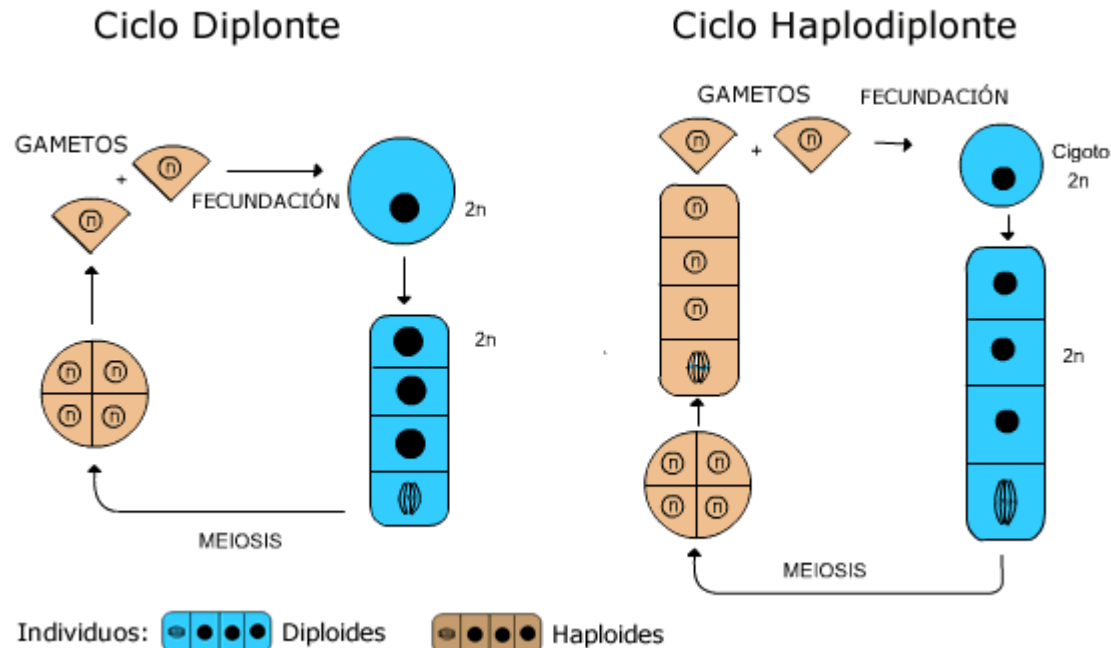 Ciclo Diplonte
GAMETOS
n
+
n
FECUNDACIÓN
2n
2n
n n
n n
MEIOSIS
Ciclo Haplodiplonte
GAMETOS
FECUNDACIÓN
n
+
n
Cigoto
2n
n
n
n
2n
n n
n n
MEIOSIS
Individuos:
Diploides
Haploides